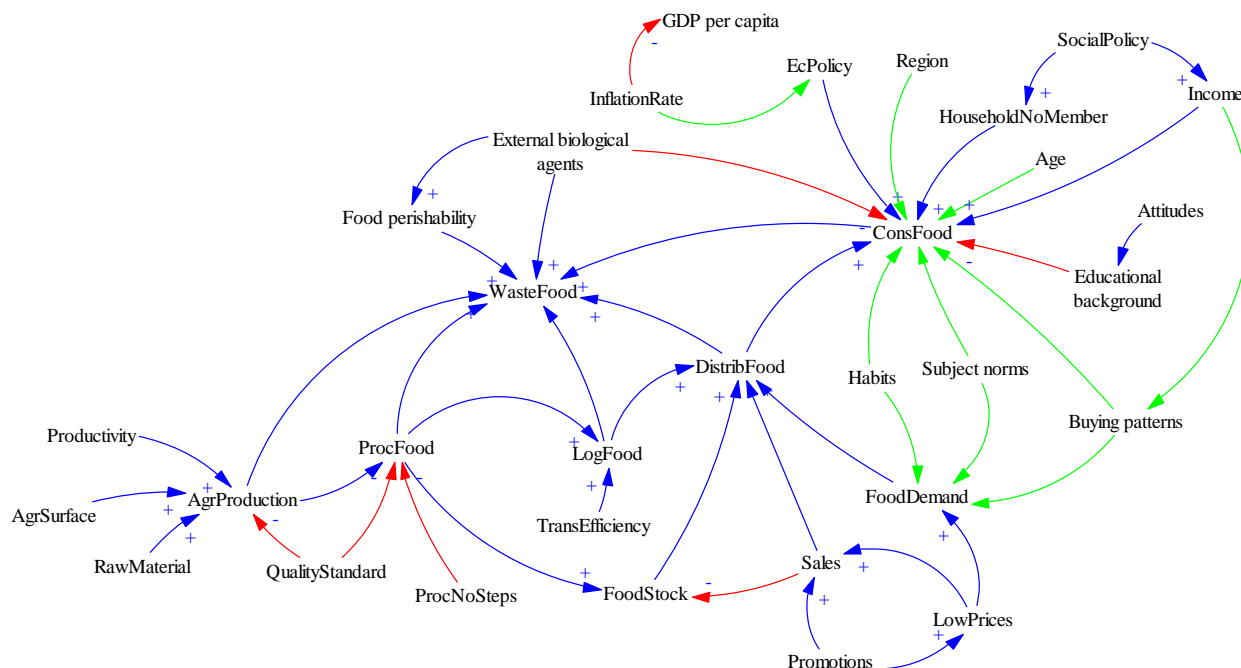 GDP per capita
SocialPolicy
EcPolicy
Region
InflationRate
Income
HouseholdNoMember
External biological
agents
Age
Food perishability
Attitudes
ConsFood
Educational
background
WasteFood
DistribFood
Habits
Subject norms
Buying patterns
Productivity
ProcFood
LogFood
AgrProduction
FoodDemand
AgrSurface
TransEfficiency
RawMaterial
QualityStandard
Sales
ProcNoSteps
FoodStock
LowPrices
Promotions